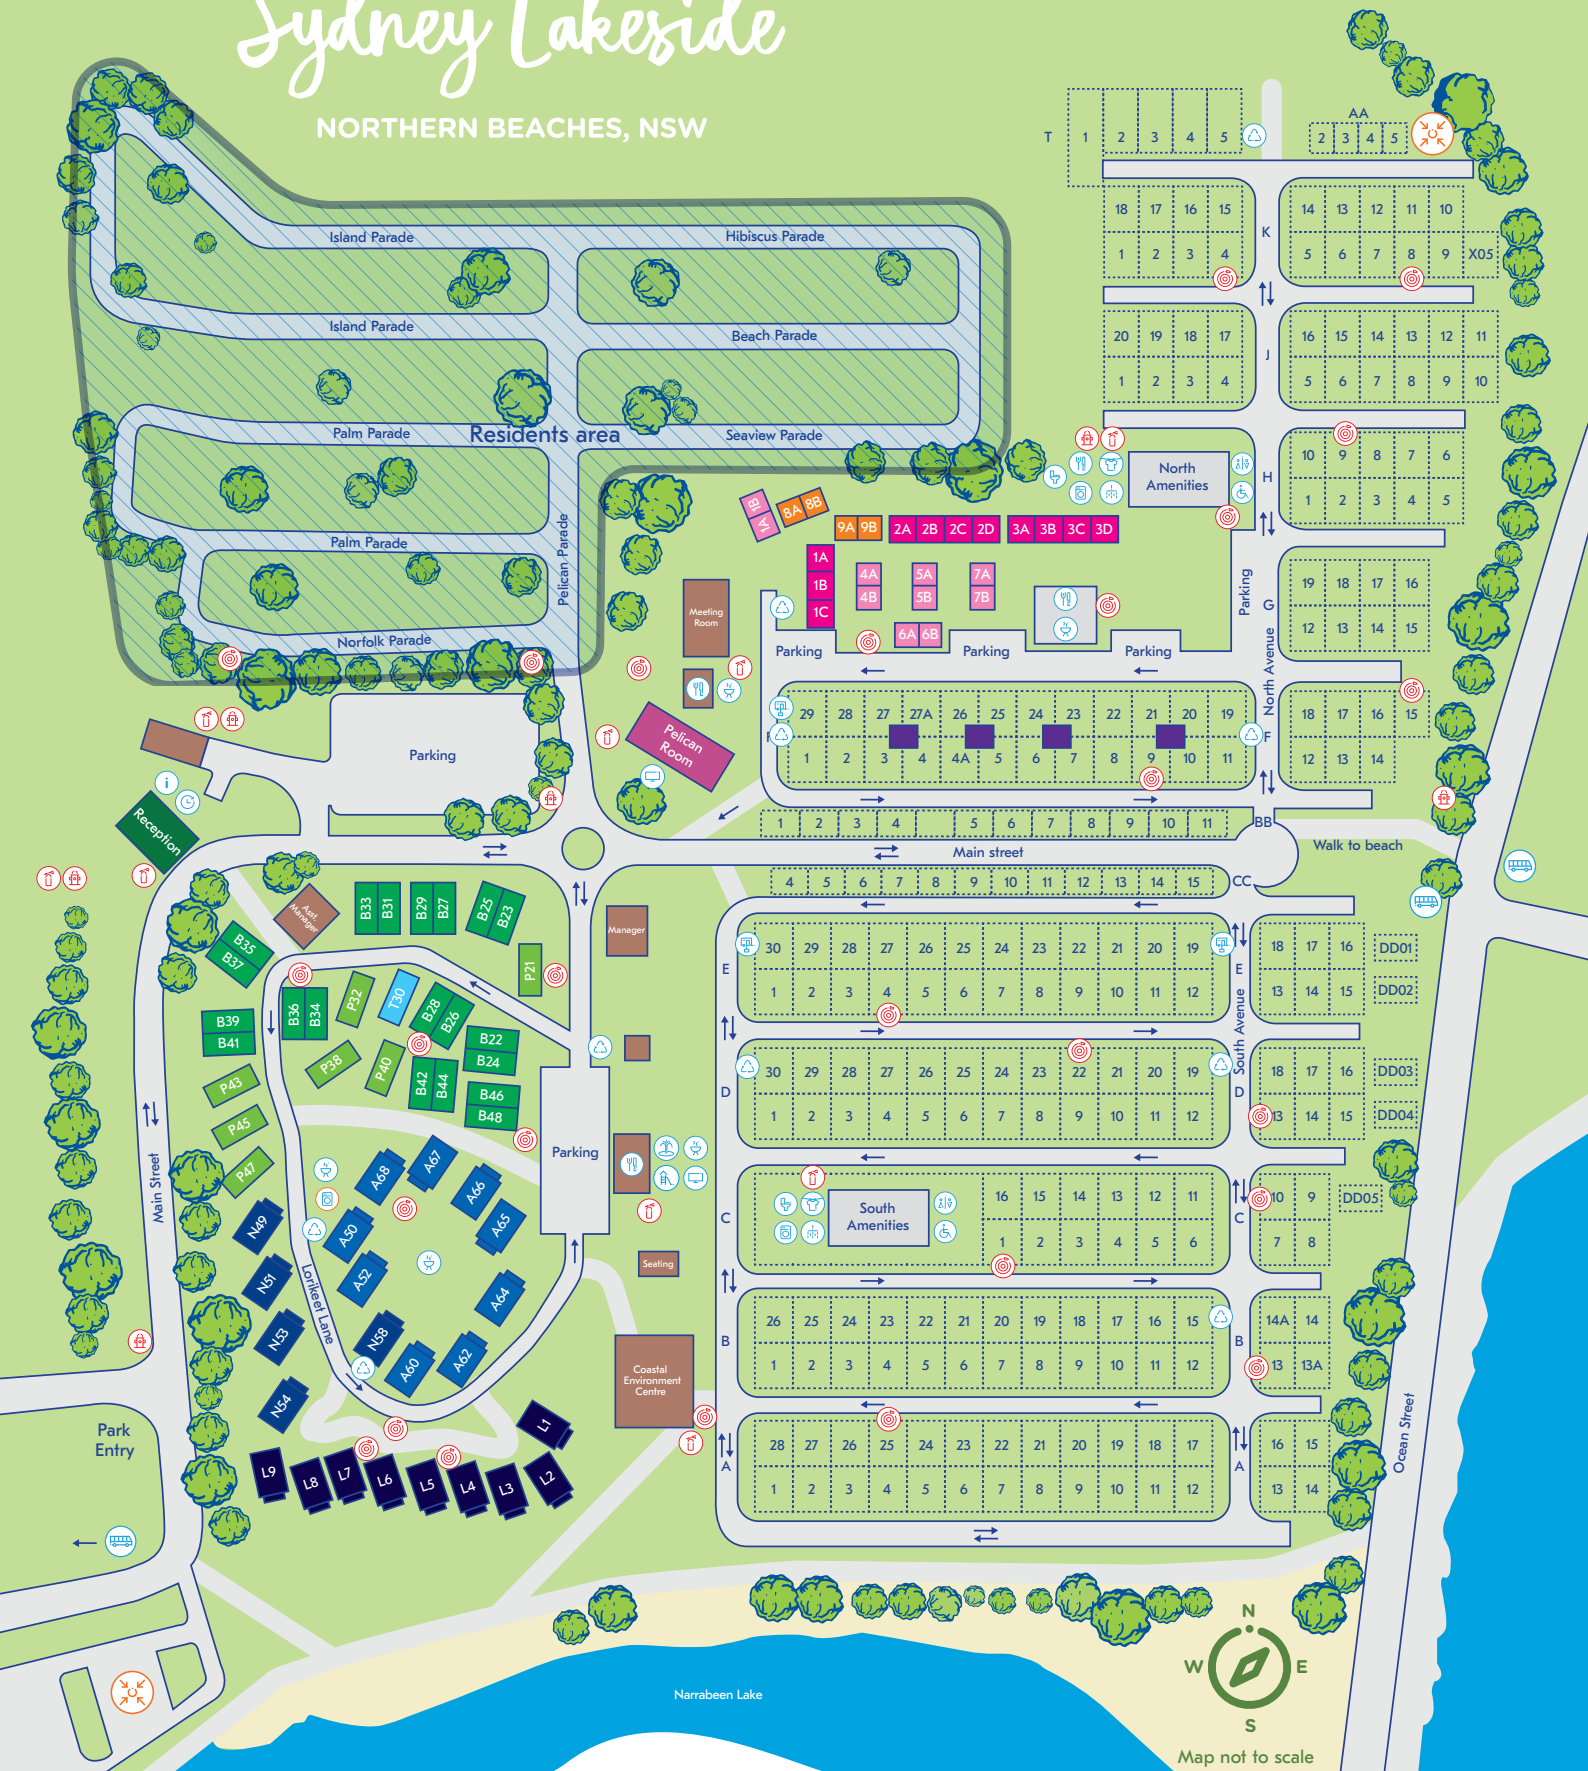 Sydney Lakeside
NORTHERN BEACHES, NSW
AA
T 1 2 3 4 5
2 3 4 5
18 17 16 15
14 13 12 11 10
K
1 2 3 4
5 6 7 8 9 X05
20 19 18 17
16 15 14 13 12 11
J
1 2 3 4
5 6 7 8 9 10
Island Parade
Hibiscus Parade
Island Parade
Beach Parade
Palm Parade
Residents area
Seaview Parade
Palm Parade
Pelican Parade
Norfolk Parade
North
Amenities
H
10 9 8 7 6
1 2 3 4 5
1A 1B
8A 8B
9A 9B
2A 2B 2C 2D
3A 3B 3C 3D
1A
1B
1C
4A
4B
5A
5B
7A
7B
6A 6B
Meeting
Room
Parking
Parking
Parking
Parking
North Avenue
G
19 18 17 16
12 13 14 15
29 28 27 27A 26 25 24 23 22 21 20 19
F
1 2 3 4 4A 5 6 7 8 9 10 11
18 17 16 15
12 13 14
Pelican
Room
Parking
i
Reception
1 2 3 4 5 6 7 8 9 10 11
BB
Main street
Walk to beach
4 5 6 7 8 9 10 11 12 13 14 15
CC
Asst.
Manager
B33 B31
B29 B27
B25 B23
Manager
B35
B37
P21
B36 B34
P32
T30
B28 B26
B39
B41
B22
B24
P38
P40
B42 B44
B46
B48
P43
P45
P47
E
30 29 28 27 26 25 24 23 22 21 20 19
1 2 3 4 5 6 7 8 9 10 11 12
E
18 17 16 DD01
13 14 15 DD02
South Avenue
D
30 29 28 27 26 25 24 23 22 21 20 19
1 2 3 4 5 6 7 8 9 10 11 12
D
18 17 16 DD03
13 14 15 DD04
Main Street
Parking
A68
A67
A66
A65
A50
A52
A64
N49
N51
N53
N58
A60
A62
N54
Lorikeet Lane
Seating
Coastal
Environment
Centre
C
South
Amenities
16 15 14 13 12 11
1 2 3 4 5 6
C
10 9 DD05
7 8
B
26 25 24 23 22 21 20 19 18 17 16 15
1 2 3 4 5 6 7 8 9 10 11 12
B
14A 14
13 13A
A
28 27 26 25 24 23 22 21 20 19 18 17
1 2 3 4 5 6 7 8 9 10 11 12
A
16 15
13 14
Ocean Street
Park
Entry
L1
L9 L8 L7 L6 L5 L4 L3 L2
Narrabeen Lake
N
W E
S
Map not to scale